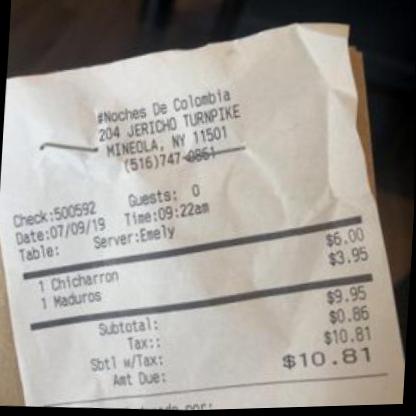 #Noches De Colombia
204 JERICHO TURNPIKE
MINEOLA, NY 11501
(516)747-0861
Check:500592 Guests: 0
Date:07/09/19 Time:09:22am
Table: Server:Emely
1 Chicharron $6.00
1 Maduros $3.95
Subtotal: $9.95
Tax:: $0.86
Sbtl w/Tax: $10.81
Amt Due: $10.81